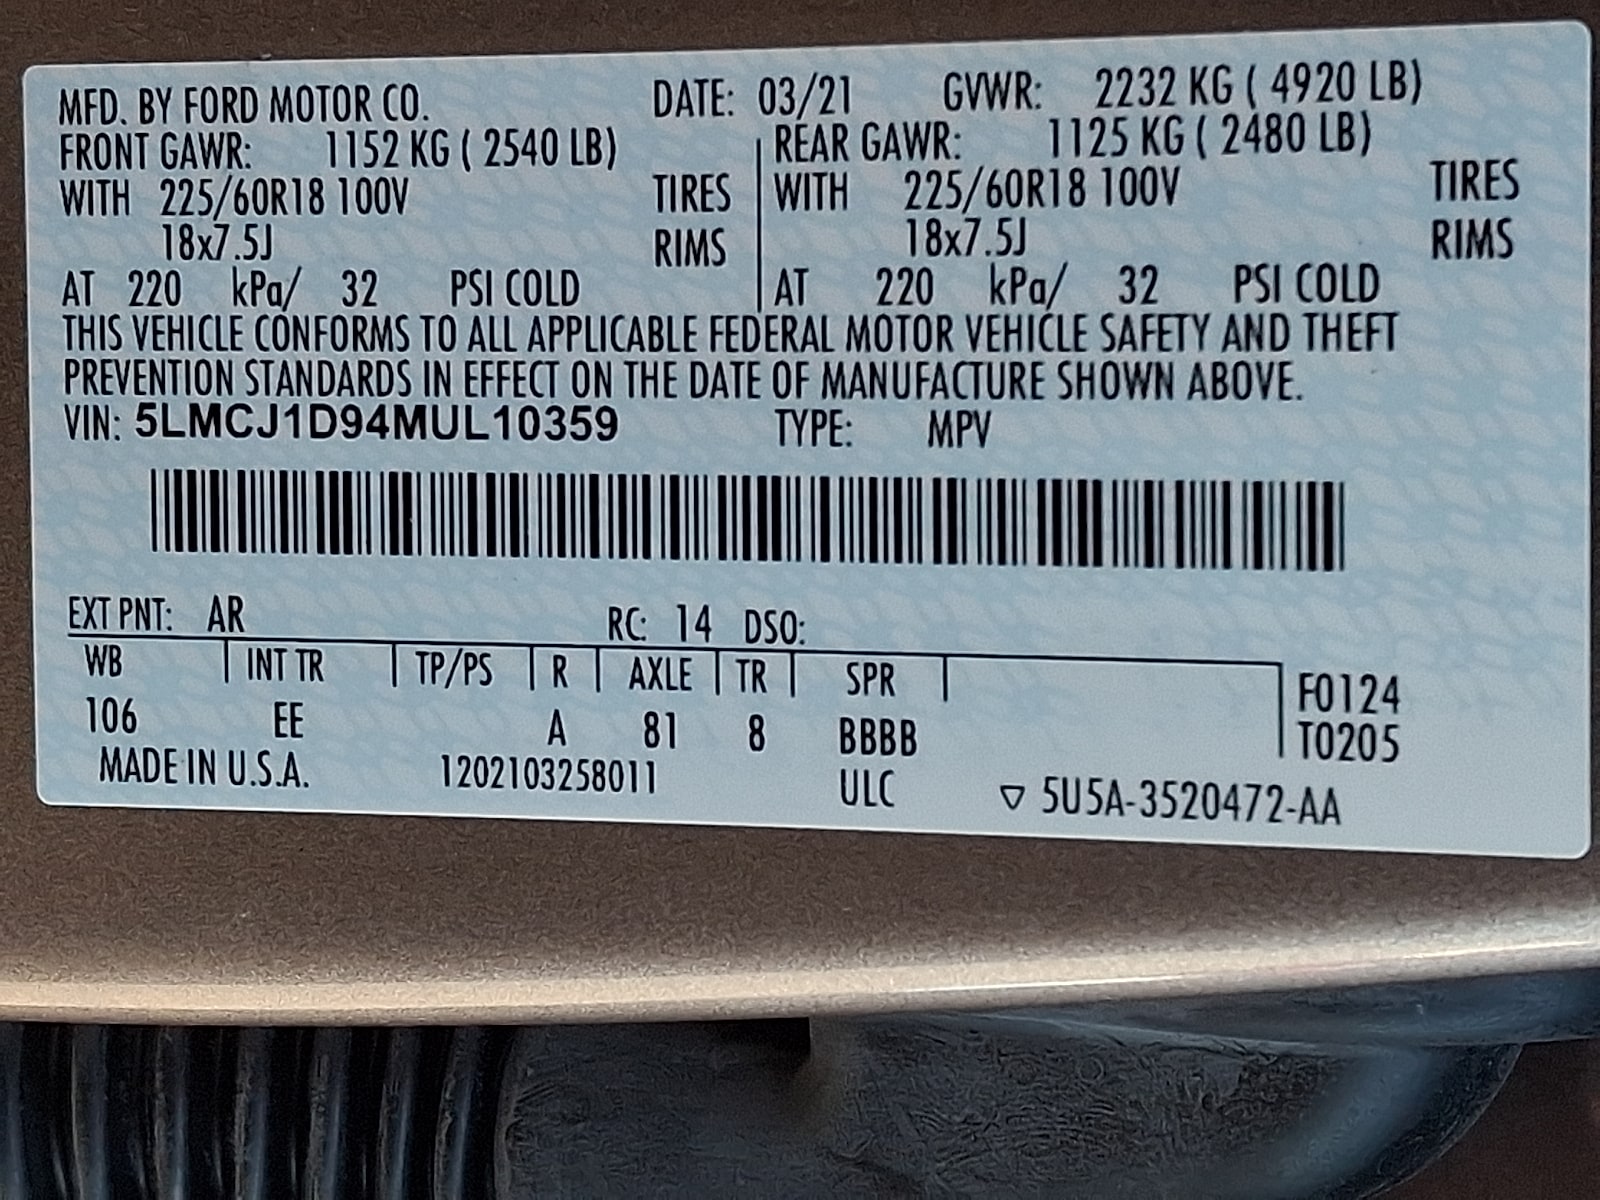 MFD. BY FORD MOTOR CO. DATE: 03/21 GVWR: 2232 KG ( 4920 LB)
FRONT GAWR: 1152 KG ( 2540 LB) REAR GAWR: 1125 KG ( 2480 LB)
WITH 225/60R18 100V TIRES WITH 225/60R18 100V TIRES
18x7.5J RIMS 18x7.5J RIMS
AT 220 kPa/ 32 PSI COLD AT 220 kPa/ 32 PSI COLD
THIS VEHICLE CONFORMS TO ALL APPLICABLE FEDERAL MOTOR VEHICLE SAFETY AND THEFT
PREVENTION STANDARDS IN EFFECT ON THE DATE OF MANUFACTURE SHOWN ABOVE.
VIN: 5LMCJ1D94MUL10359 TYPE: MPV
EXT PNT: AR RC: 14 DSO:
WB INT TR TP/PS R AXLE TR SPR F0124
106 EE A 81 8 BBBB T0205
MADE IN U.S.A. 1202103258011 ULC ▽ 5U5A-3520472-AA